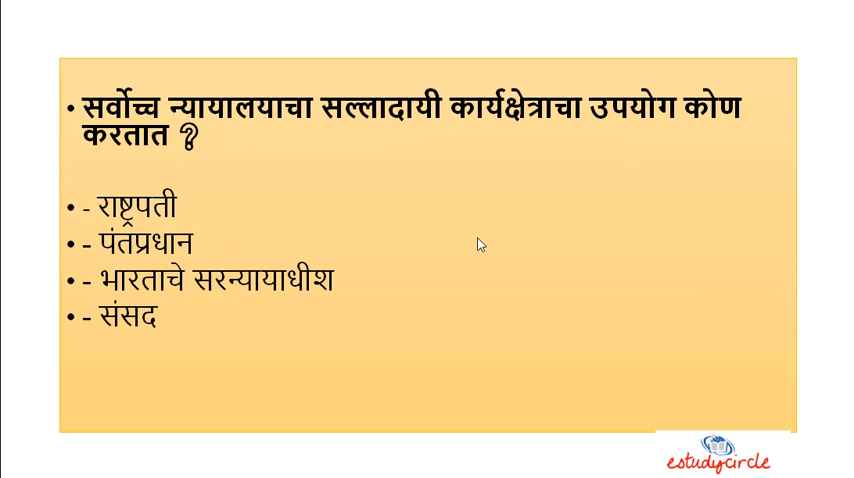 • सर्वोच्च न्यायालयाचा सल्लादायी कार्यक्षेत्राचा उपयोग कोण
करतात ?
• - राष्ट्रपती
• - पंतप्रधान
• - भारताचे सरन्यायाधीश
• - संसद
estudycircle